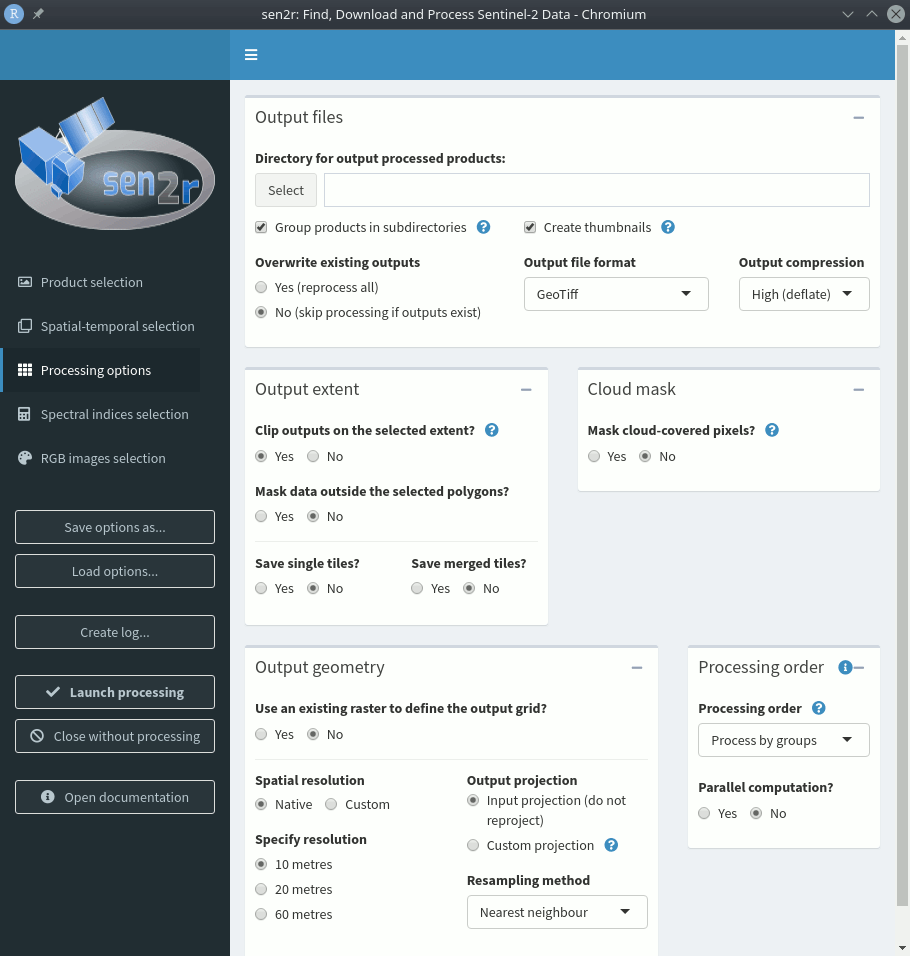 sen2r: Find, Download and Process Sentinel-2 Data - Chromium
sen2r
Product selection
Spatial-temporal selection
Processing options
Spectral indices selection
RGB images selection
Save options as...
Load options...
Create log...
Launch processing
Close without processing
Open documentation
Output files
Directory for output processed products:
Select
Group products in subdirectories
Create thumbnails
Overwrite existing outputs
Yes (reprocess all)
No (skip processing if outputs exist)
Output file format
GeoTiff
Output compression
High (deflate)
Output extent
Clip outputs on the selected extent?
Yes No
Mask data outside the selected polygons?
Yes No
Save single tiles?
Yes No
Save merged tiles?
Yes No
Cloud mask
Mask cloud-covered pixels?
Yes No
Output geometry
Use an existing raster to define the output grid?
Yes No
Spatial resolution
Native Custom
Specify resolution
10 metres
20 metres
60 metres
Output projection
Input projection (do not
reproject)
Custom projection
Resampling method
Nearest neighbour
Processing order
Processing order
Process by groups
Parallel computation?
Yes No